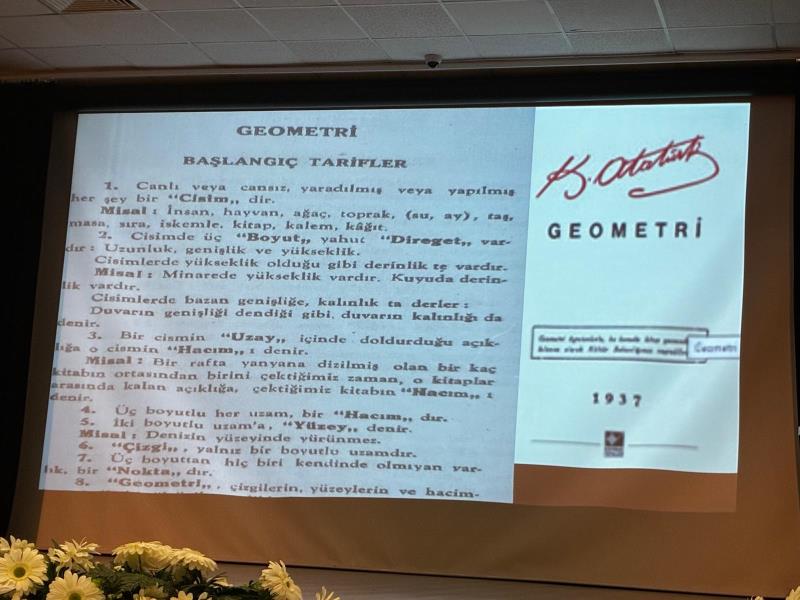 GEOMETRİ
BAŞLANGIÇ TARİFLER
1. Canlı veya cansız, yaradılmış veya yapılmış
her şey bir “Cisim„ dir.
Misal : İnsan, hayvan, ağaç, toprak, (su, ay), taş,
masa, sıra, iskemle, kitap, kalem, kâğıt.
2. Cisimde üç “Boyut„ yahut “Direget„ var-
dır : Uzunluk, genişlik ve yükseklik.
Cisimlerde yükseklik olduğu gibi derinlik te vardır.
Misal : Minarede yükseklik vardır. Kuyuda derin-
lik vardır.
Cisimlerde bazan genişliğe, kalınlık ta derler :
Duvarın genişliği dendiği gibi, duvarın kalınlığı da
denir.
3. Bir cismin “Uzay„ içinde doldurduğu açık-
lığa o cismin “Hacım„ ı denir.
Misal : Bir rafta yanyana dizilmiş olan bir kaç
kitabın ortasından birini çektiğimiz zaman, o kitaplar
arasında kalan açıklığa, çektiğimiz kitabın “Hacım„ ı
denir.
4. Üç boyutlu her uzam, bir “Hacım„ dır.
5. İki boyutlu uzam'a, “Yüzey„ denir.
Misal : Denizin yüzeyinde yürünmez.
6. “Çizgi„ , yalnız bir boyutlu uzamdır.
7. Üç boyuttan hiç biri kendinde olmıyan var-
lık, bir “Nokta„ dır.
8. “Geometri„ , çizgilerin, yüzeylerin ve hacim-
K. Atatürk
GEOMETRİ
Geometri
1937